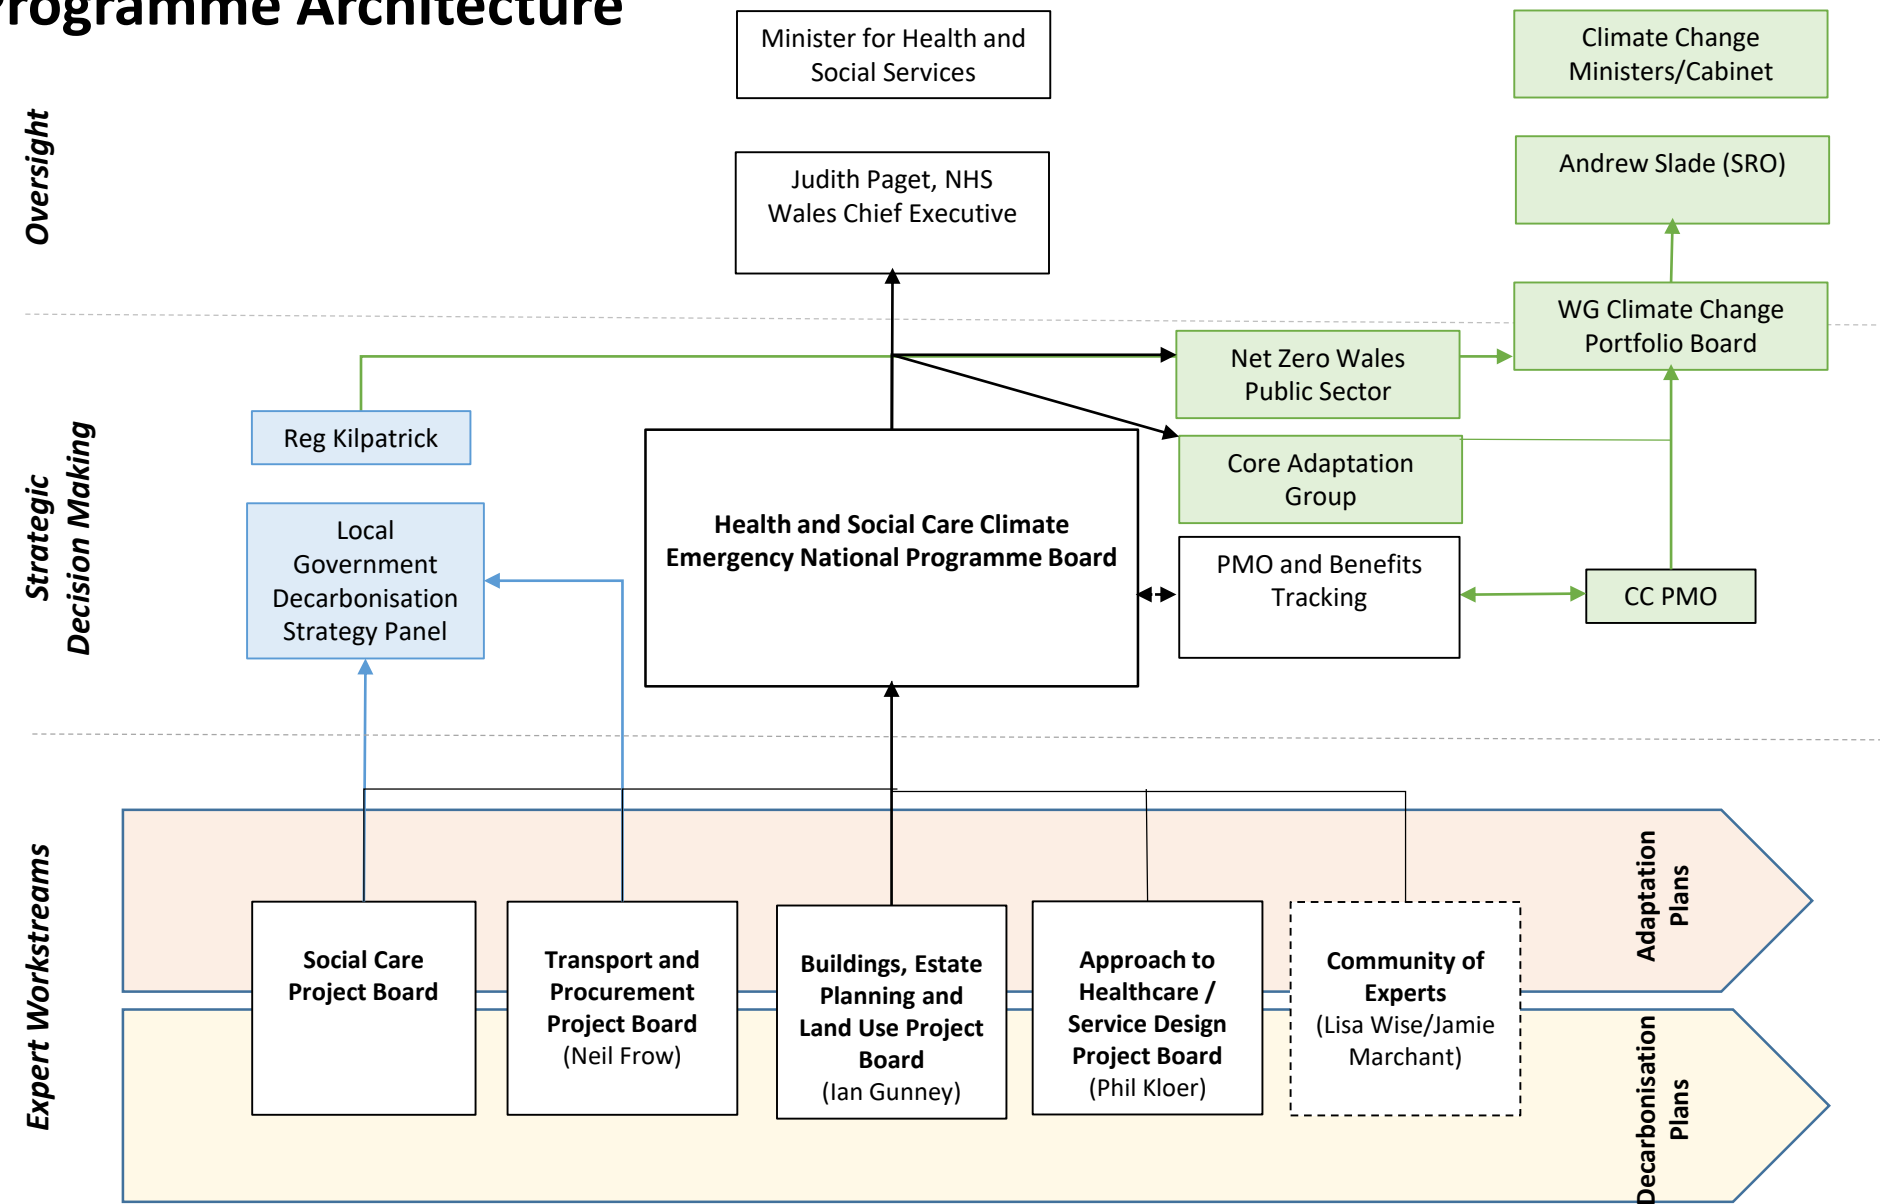 Programme Architecture
Oversight
Minister for Health and
Social Services
Climate Change
Ministers/Cabinet
Judith Paget, NHS
Wales Chief Executive
Andrew Slade (SRO)
WG Climate Change
Portfolio Board
Strategic
Decision Making
Net Zero Wales
Public Sector
Reg Kilpatrick
Core Adaptation
Group
Local
Government
Decarbonisation
Strategy Panel
Health and Social Care Climate
Emergency National Programme Board
PMO and Benefits
Tracking
CC PMO
Expert Workstreams
Adaptation
Plans
Social Care
Project Board
Transport and
Procurement
Project Board
(Neil Frow)
Buildings, Estate
Planning and
Land Use Project
Board
(Ian Gunney)
Approach to
Healthcare /
Service Design
Project Board
(Phil Kloer)
Community of
Experts
(Lisa Wise/Jamie
Marchant)
Decarbonisation
Plans